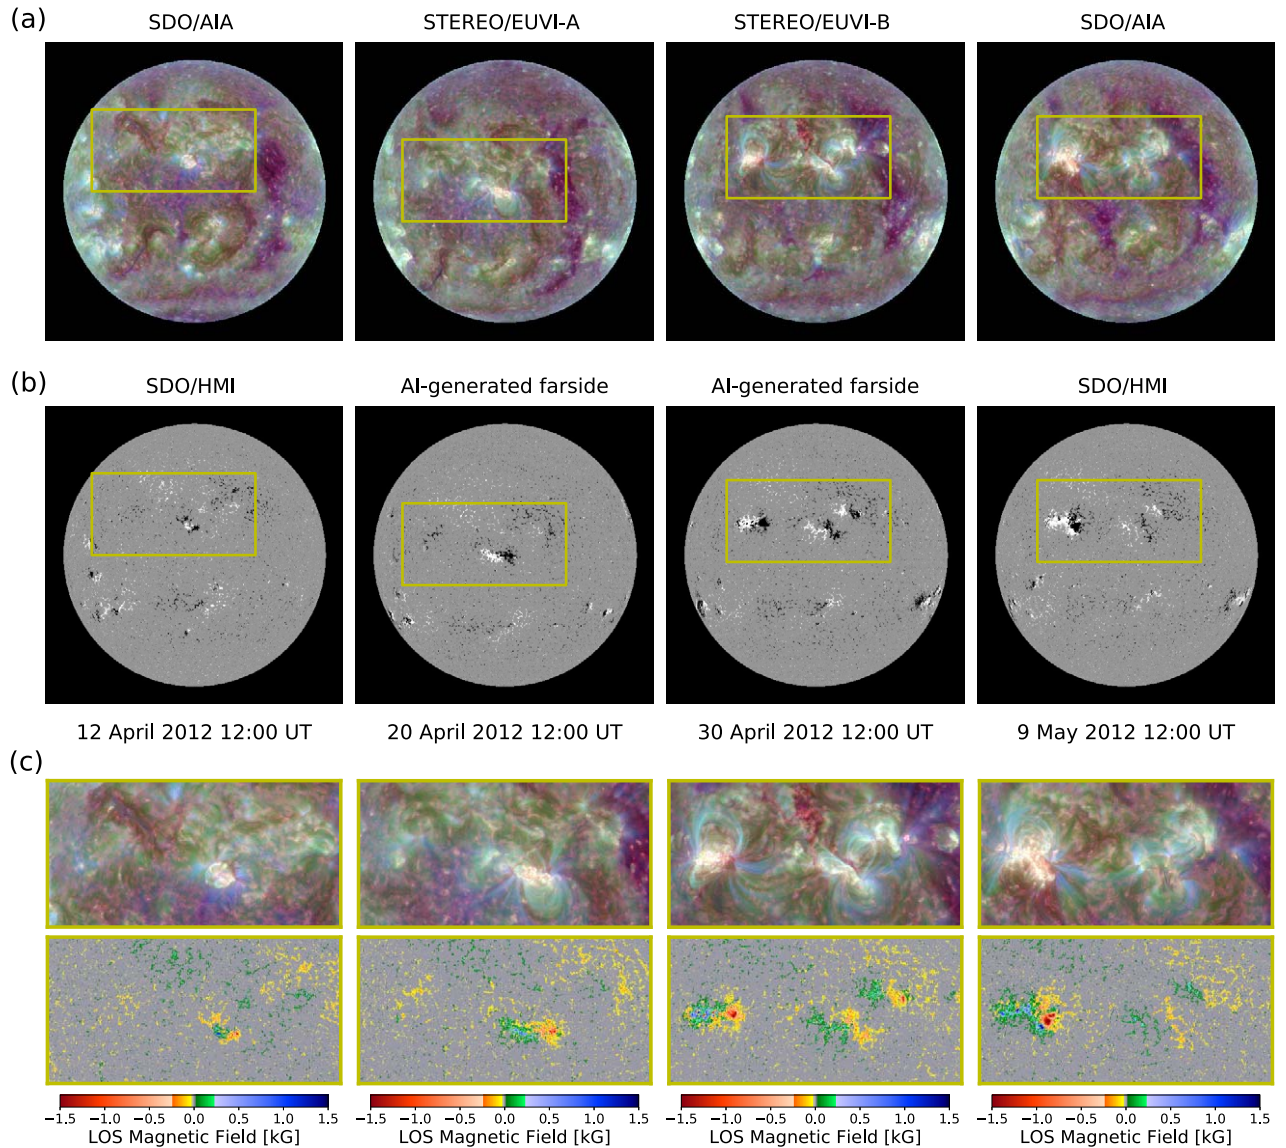 (a)
SDO/AIA STEREO/EUVI-A STEREO/EUVI-B SDO/AIA
(b)
SDO/HMI AI-generated farside AI-generated farside SDO/HMI
12 April 2012 12:00 UT 20 April 2012 12:00 UT 30 April 2012 12:00 UT 9 May 2012 12:00 UT
(c)
−1.5 −1.0 −0.5 0.0 0.5 1.0 1.5 −1.5 −1.0 −0.5 0.0 0.5 1.0 1.5 −1.5 −1.0 −0.5 0.0 0.5 1.0 1.5 −1.5 −1.0 −0.5 0.0 0.5 1.0 1.5
LOS Magnetic Field [kG] LOS Magnetic Field [kG] LOS Magnetic Field [kG] LOS Magnetic Field [kG]